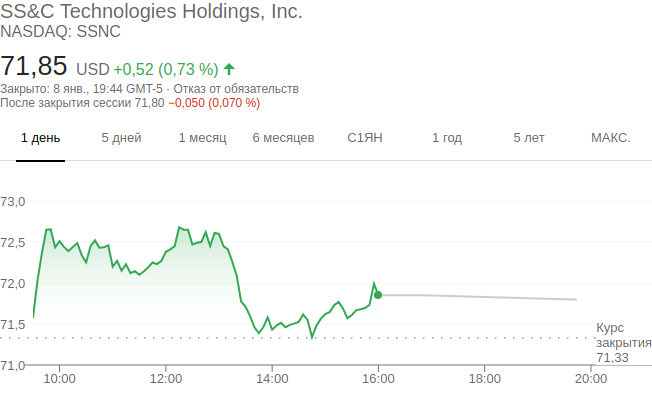 SS&C Technologies Holdings, Inc.
NASDAQ: SSNC
71,85 USD +0,52 (0,73 %)
Закрыто: 8 янв., 19:44 GMT-5 · Отказ от обязательств
После закрытия сессии 71,80 −0,050 (0,070 %)
1 день 5 дней 1 месяц 6 месяцев С1ЯН 1 год 5 лет МАКС.
73,0
72,5
72,0
71,5
Курс
закрытия
71,33
71,0
10:00 12:00 14:00 16:00 18:00 20:00